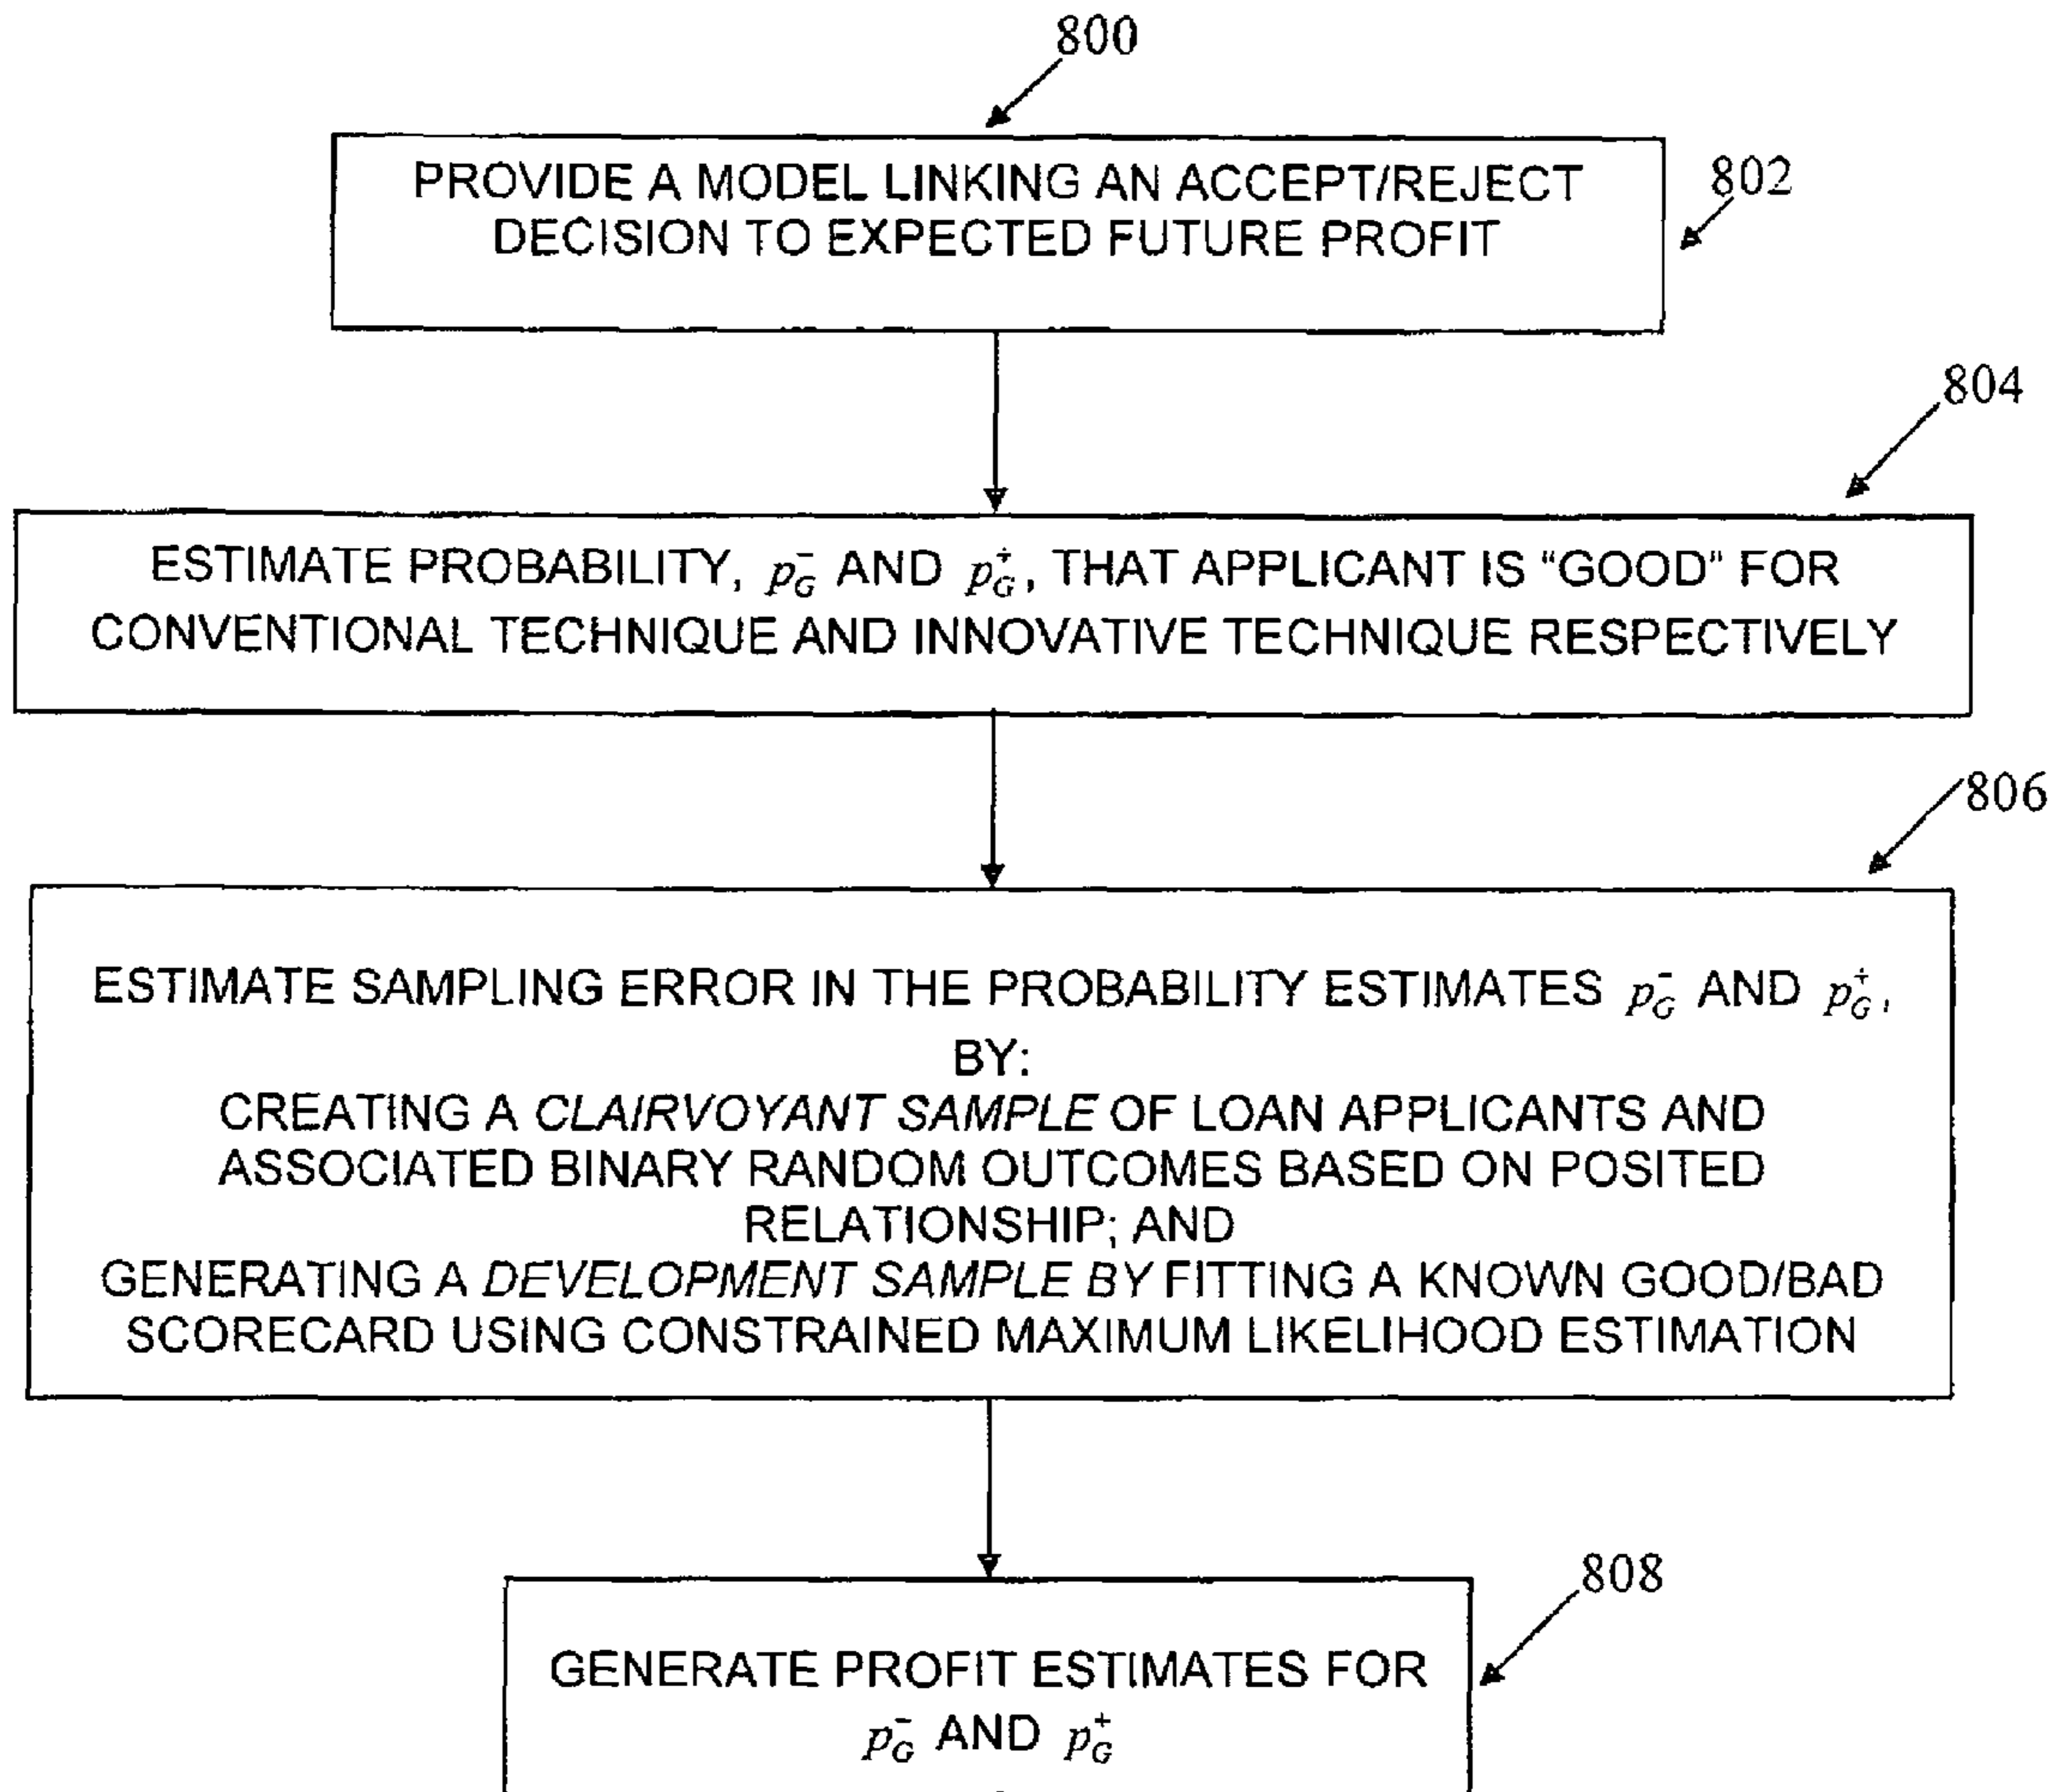 800
PROVIDE A MODEL LINKING AN ACCEPT/REJECT
802
DECISION TO EXPECTED FUTURE PROFIT
804
ESTIMATE PROBABILITY, p_G^- AND p_G^+, THAT APPLICANT IS “GOOD” FOR
CONVENTIONAL TECHNIQUE AND INNOVATIVE TECHNIQUE RESPECTIVELY
806
ESTIMATE SAMPLING ERROR IN THE PROBABILITY ESTIMATES p_G^- AND p_G^+,
BY:
CREATING A CLAIRVOYANT SAMPLE OF LOAN APPLICANTS AND
ASSOCIATED BINARY RANDOM OUTCOMES BASED ON POSITED
RELATIONSHIP; AND
GENERATING A DEVELOPMENT SAMPLE BY FITTING A KNOWN GOOD/BAD
SCORECARD USING CONSTRAINED MAXIMUM LIKELIHOOD ESTIMATION
808
GENERATE PROFIT ESTIMATES FOR
p_G^- AND p_G^+